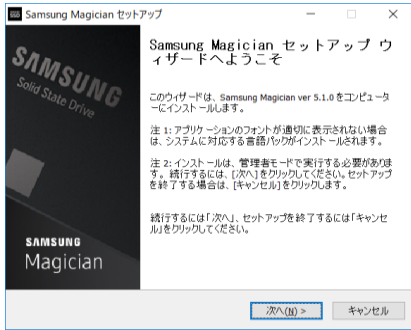 Samsung Magician セットアップ
SAMSUNG
Solid State Drive
SAMSUNG
Magician
Samsung Magician セットアップ ウ
ィザードへようこそ
このウィザードは、Samsung Magician ver 5.1.0 をコンピュータ
ーにインストールします。
注 1: アプリケーションのフォントが適切に表示されない場合
は、システムに対応する言語パックがインストールされます。
注 2: インストールは、管理者モードで実行する必要がありま
す。続行するには、[次へ]をクリックしてください。セットアップ
を終了する場合は、[キャンセル]をクリックします。
続行するには「次へ」、セットアップを終了するには「キャンセ
ル」をクリックしてください。
次へ(N) >
キャンセル